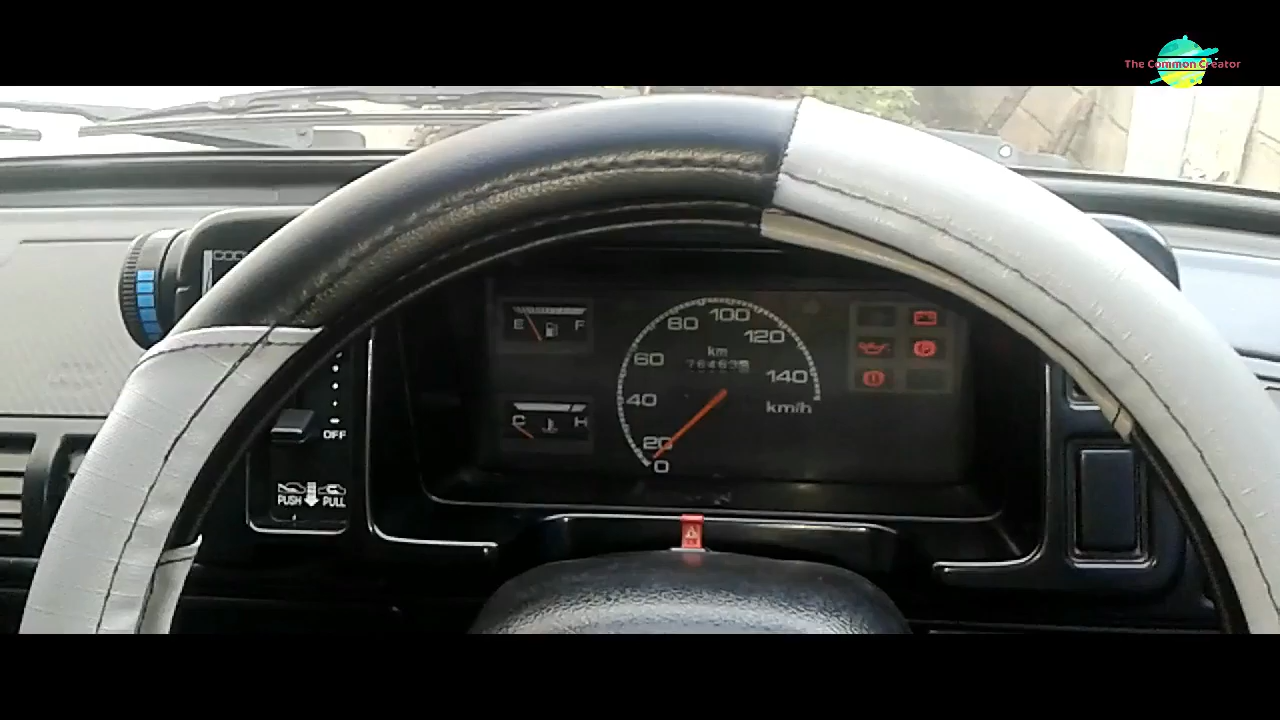 The Common Creator
E F
C H
0
20
40
60
80
100
120
140
km
km/h
OFF
PUSH PULL